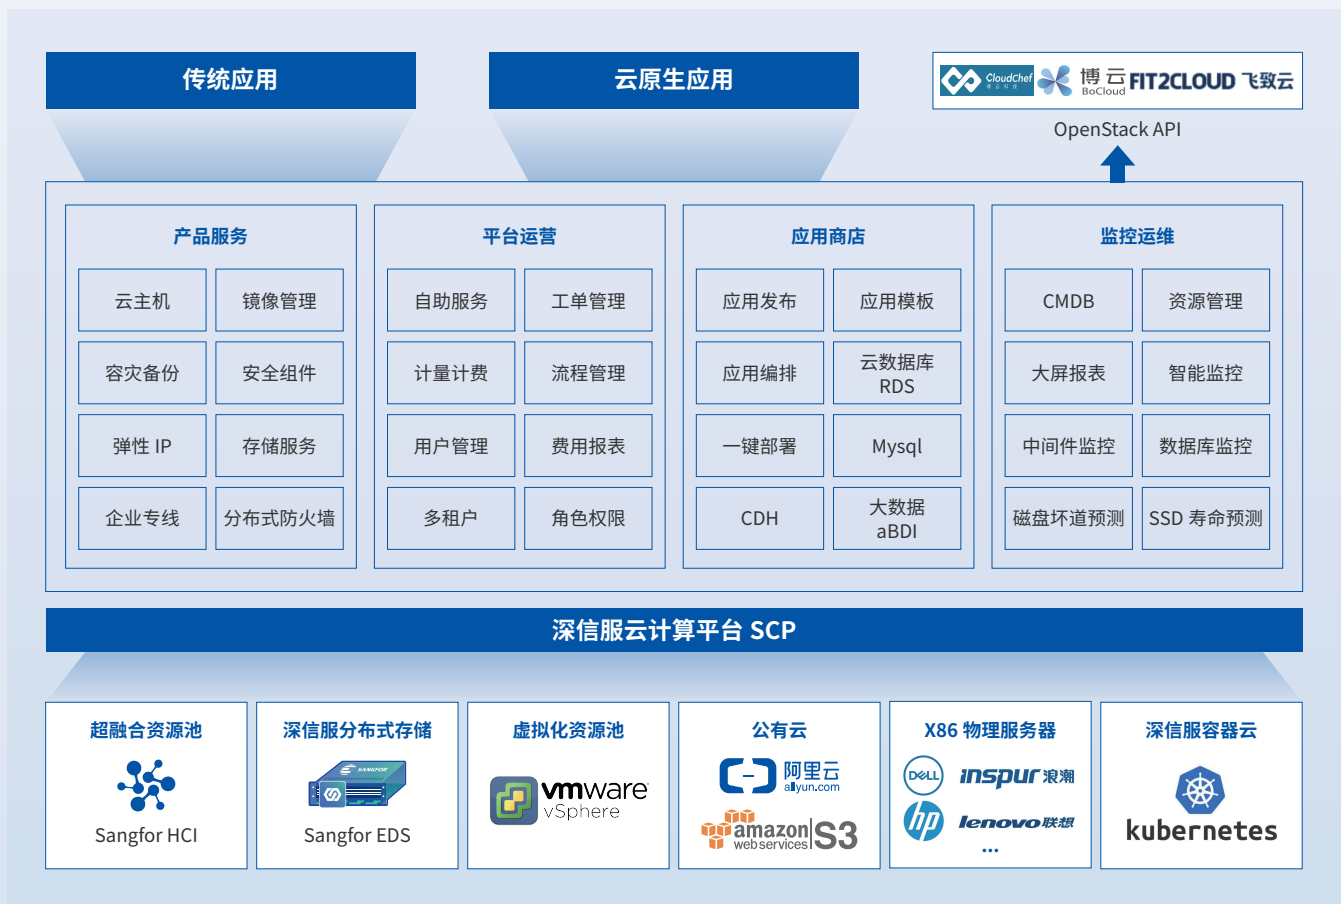 传统应用
云原生应用
Cloudchef
博云
BoCloud
FIT2CLOUD 飞致云
OpenStack API
产品服务
云主机
镜像管理
容灾备份
安全组件
弹性 IP
存储服务
企业专线
分布式防火墙
平台运营
自助服务
工单管理
计量计费
流程管理
用户管理
费用报表
多租户
角色权限
应用商店
应用发布
应用模板
应用编排
云数据库
RDS
一键部署
Mysql
CDH
大数据
aBDI
监控运维
CMDB
资源管理
大屏报表
智能监控
中间件监控
数据库监控
磁盘坏道预测
SSD 寿命预测
深信服云计算平台 SCP
超融合资源池
Sangfor HCI
深信服分布式存储
SANGFOR
Sangfor EDS
虚拟化资源池
vmware
vSphere
公有云
阿里云
aliyun.com
amazon
webservices
S3
X86 物理服务器
DELL
inspur 浪潮
hp
lenovo 联想
...
深信服容器云
kubernetes